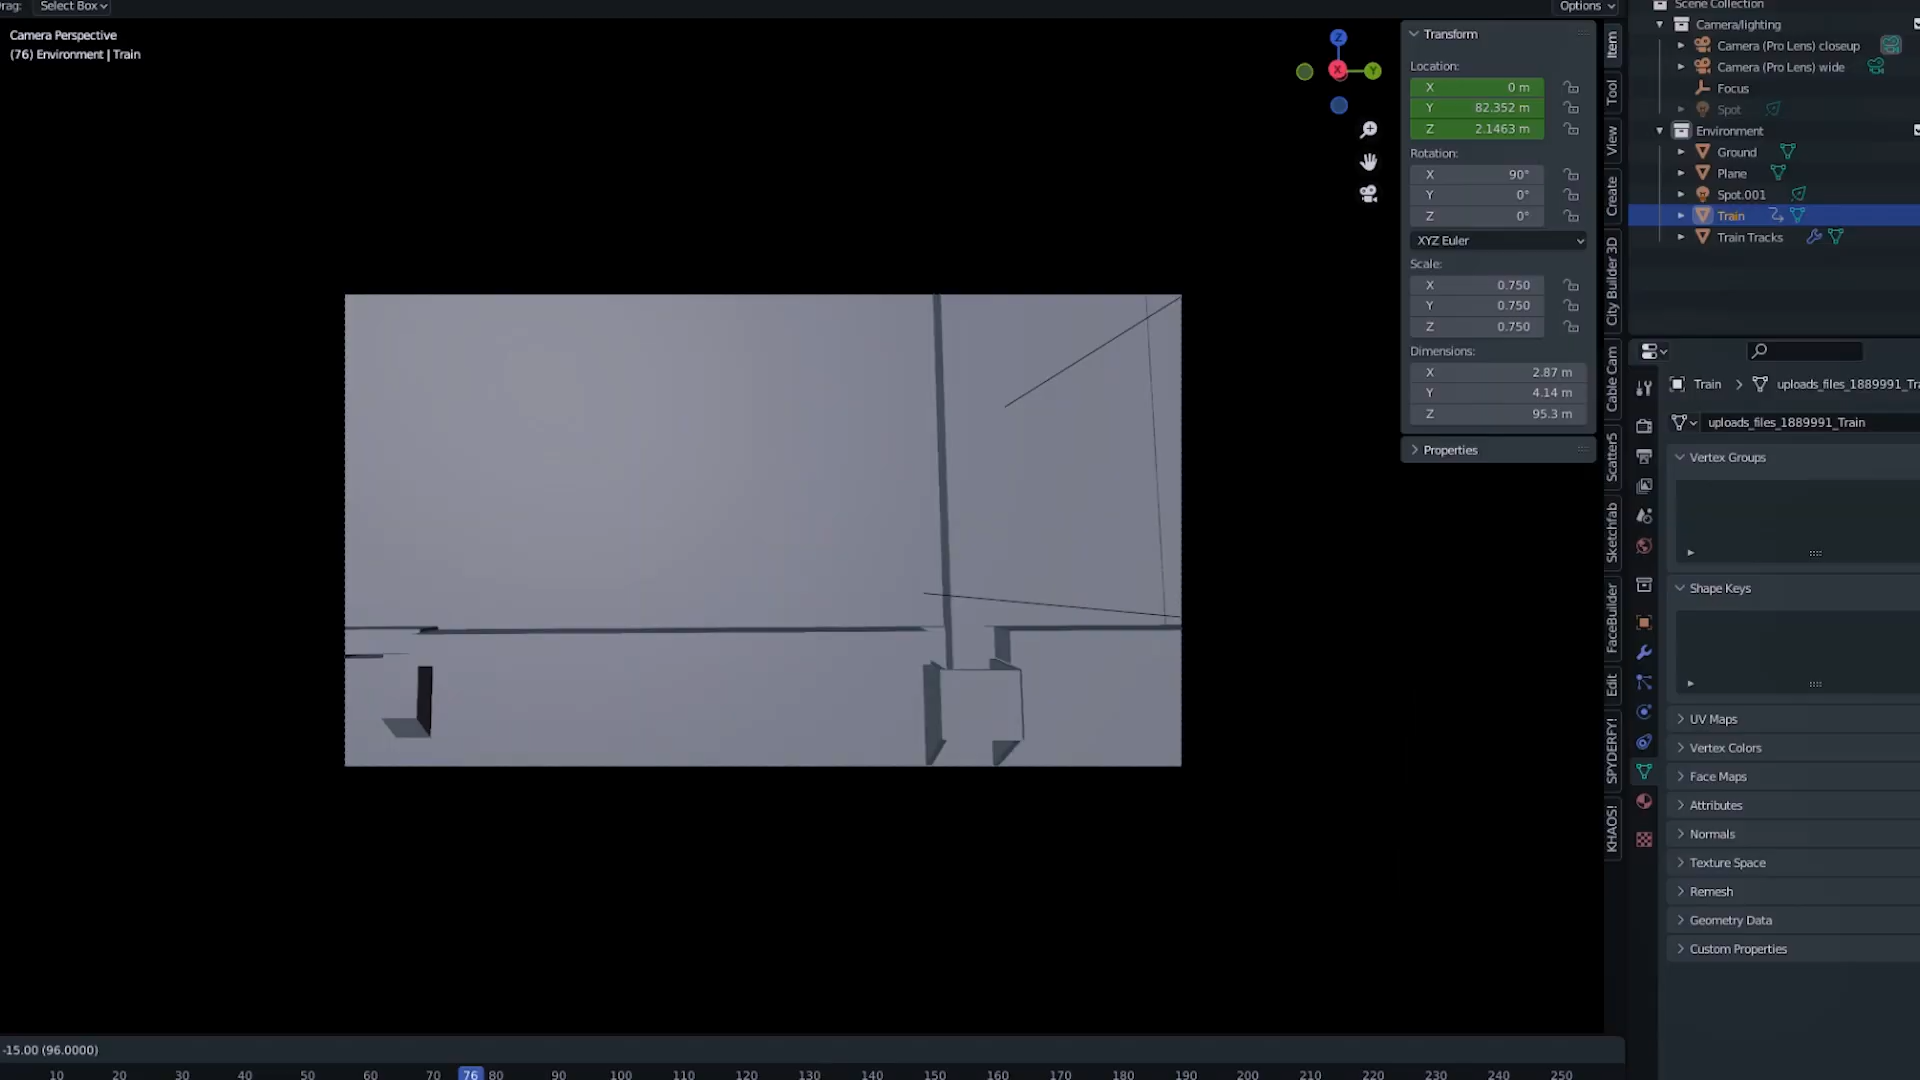 rag: Select Box
Options
Camera Perspective
(76) Environment | Train
Z
X
Y
Transform
Location:
X 0 m
Y 82.352 m
Z 2.1463 m
Rotation:
X 90°
Y 0°
Z 0°
XYZ Euler
Scale:
X 0.750
Y 0.750
Z 0.750
Dimensions:
X 2.87 m
Y 4.14 m
Z 95.3 m
Properties
Item
Tool
View
Create
City Builder 3D
Cable Cam
Scatter5
Sketchfab
FaceBuilder
Edit
SPYDERFY!
KHAOS!
Scene Collection
Camera/lighting
Camera (Pro Lens) closeup
Camera (Pro Lens) wide
Focus
Spot
Environment
Ground
Plane
Spot.001
Train
Train Tracks
Train > uploads_files_1889991_Tra
uploads_files_1889991_Train
Vertex Groups
Shape Keys
UV Maps
Vertex Colors
Face Maps
Attributes
Normals
Texture Space
Remesh
Geometry Data
Custom Properties
-15.00 (96.0000)
10 20 30 40 50 60 70 76 80 90 100 110 120 130 140 150 160 170 180 190 200 210 220 230 240 250